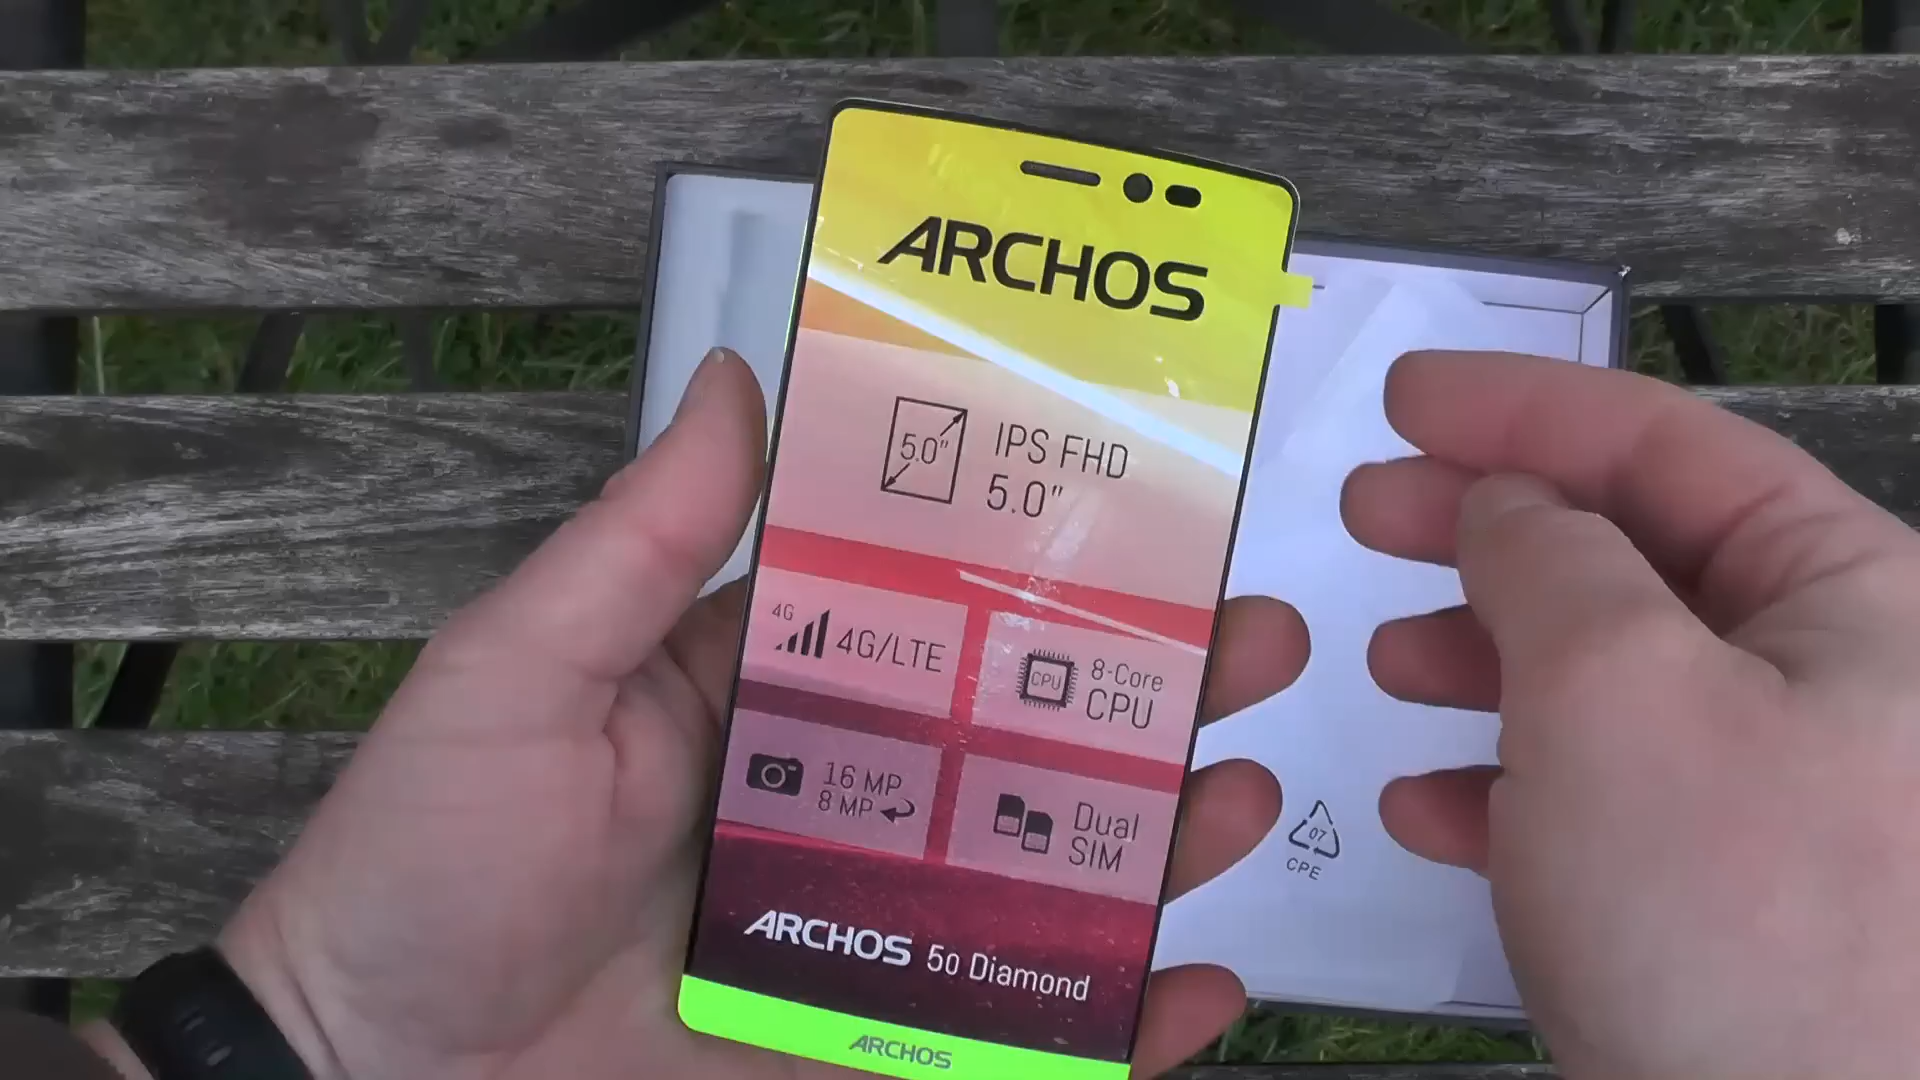 ARCHOS
5.0"
IPS FHD
5.0"
4G
4G/LTE
CPU
8-Core
CPU
16 MP
8 MP
Dual
SIM
ARCHOS 50 Diamond
ARCHOS
07
CPE